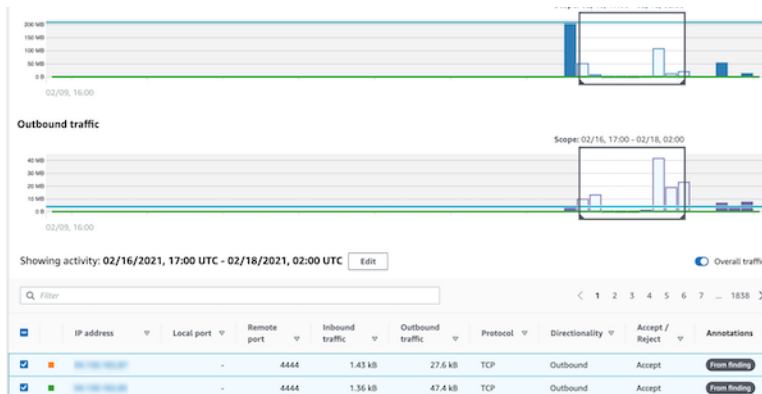 200 MB
150 MB
100 MB
50 MB
0 B
02/09, 16:00
Outbound traffic
Scope: 02/16, 17:00 - 02/18, 02:00
40 MB
30 MB
20 MB
10 MB
0 B
02/09, 16:00
Showing activity: 02/16/2021, 17:00 UTC - 02/18/2021, 02:00 UTC Edit Overall traffi
Filter
1 2 3 4 5 6 7 ... 1838
IP address Local port Remote port Inbound traffic Outbound traffic Protocol Directionality Accept / Reject Annotations
- 4444 1.43 kB 27.6 kB TCP Outbound Accept From finding
- 4444 1.36 kB 47.4 kB TCP Outbound Accept From finding